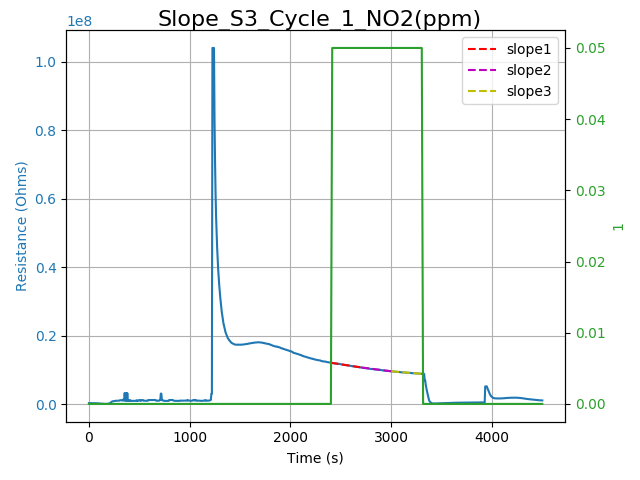 Slope_S3_Cycle_1_NO2(ppm)
1e8
slope1
slope2
slope3
1.0
0.8
0.6
0.4
0.2
0.0
Resistance (Ohms)
0.05
0.04
0.03
0.02
0.01
0.00
1
0 1000 2000 3000 4000
Time (s)